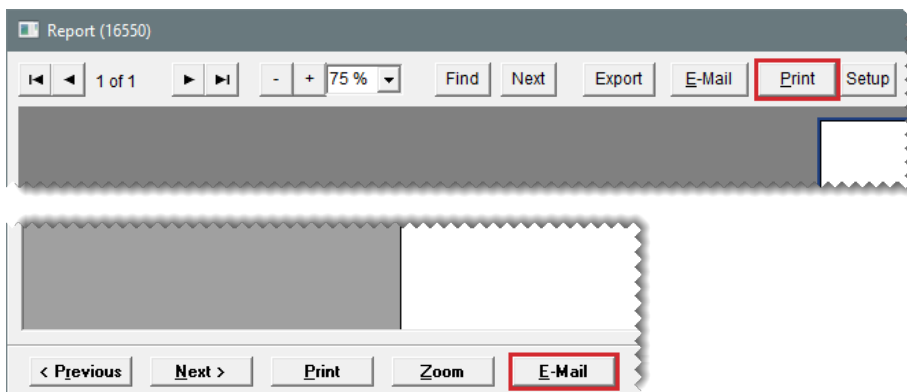 Report (16550)
1 of 1 - + 75 % Find Next Export E-Mail Print Setup
< Previous Next > Print Zoom E-Mail